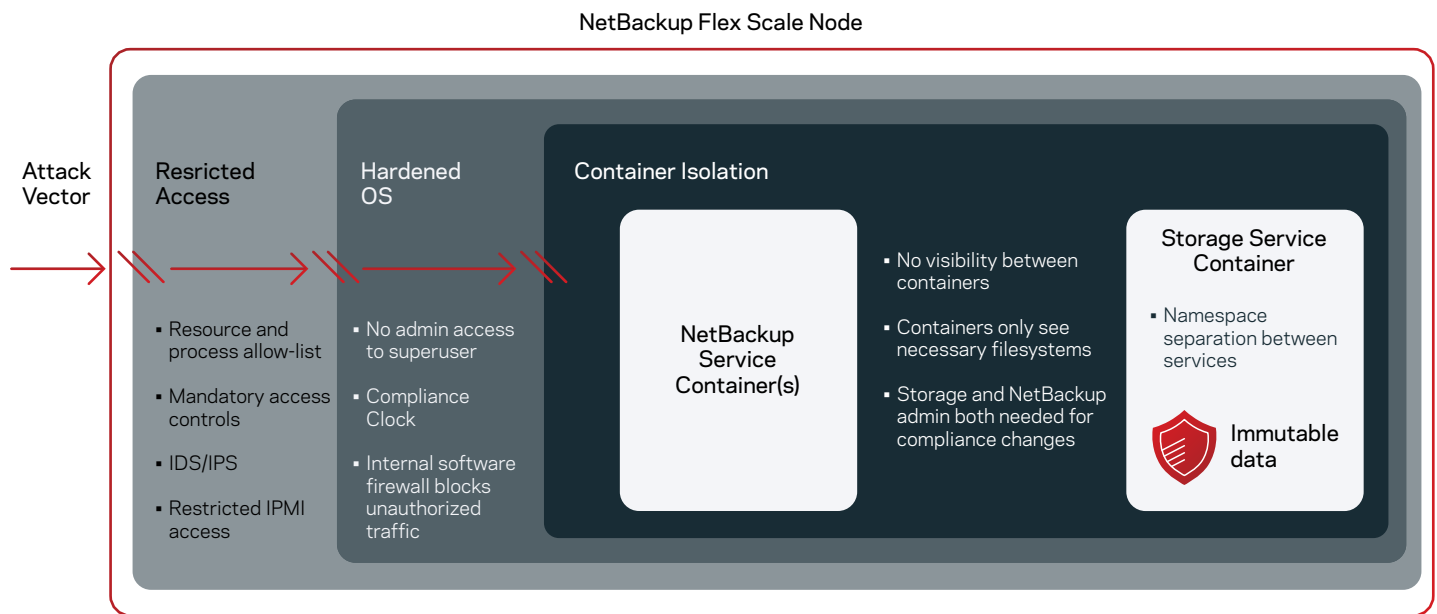 NetBackup Flex Scale Node
Attack
Vector
Resricted
Access
▪ Resource and
process allow-list
▪ Mandatory access
controls
▪ IDS/IPS
▪ Restricted IPMI
access
Hardened
OS
▪ No admin access
to superuser
▪ Compliance
Clock
▪ Internal software
firewall blocks
unauthorized
traffic
Container Isolation
NetBackup
Service
Container(s)
▪ No visibility between
containers
▪ Containers only see
necessary filesystems
▪ Storage and NetBackup
admin both needed for
compliance changes
Storage Service
Container
▪ Namespace
separation between
services
Immutable
data